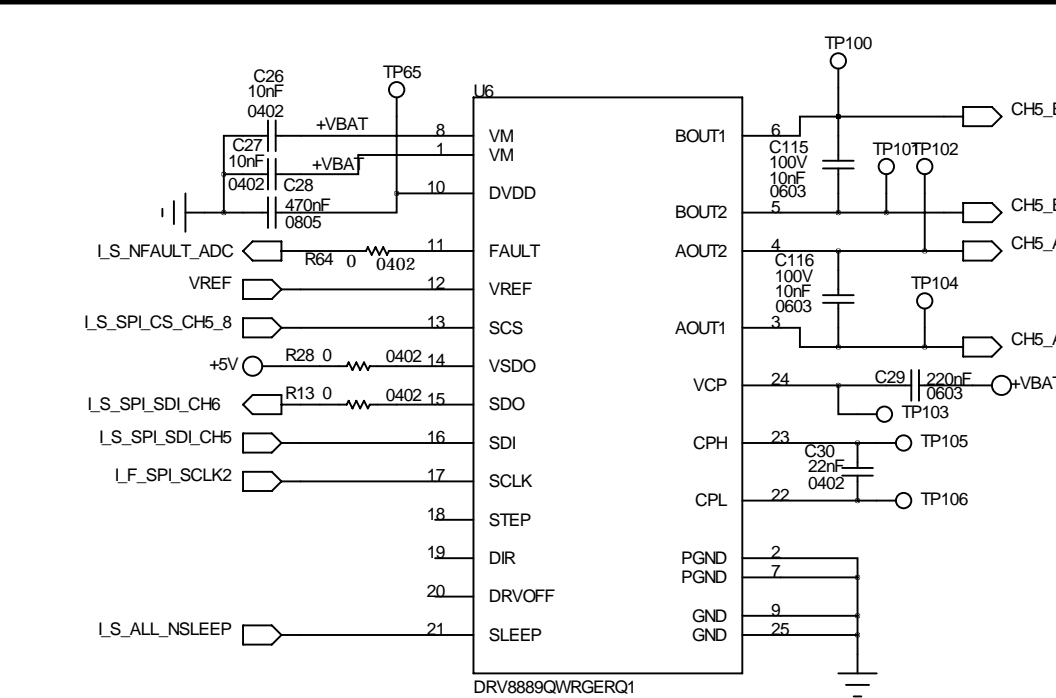 TP100
C26
10nF
0402
TP65
U6
+VBAT
8
VM
BOUT1
6
CH5_
C27
10nF
0402
+VBAT
1
VM
C115
100V
10nF
0603
TP101
TP102
C28
470nF
0805
10
DVDD
BOUT2
5
CH5_
I_S_NFAULT_ADC
R64 0 0402
11
FAULT
AOUT2
4
CH5_A
C116
100V
10nF
0603
TP104
VREF
12
VREF
I_S_SPI_CS_CH5_8
13
SCS
AOUT1
3
CH5_A
+5V
R28 0 0402
14
VSDO
VCP
24
C29
220nF
0603
+VBAT
TP103
I_S_SPI_SDI_CH6
R13 0 0402
15
SDO
I_S_SPI_SDI_CH5
16
SDI
CPH
23
TP105
C30
22nF
0402
I_F_SPI_SCLK2
17
SCLK
CPL
22
TP106
18
STEP
19
DIR
PGND
2
PGND
7
20
DRVOFF
GND
9
I_S_ALL_NSLEEP
21
SLEEP
GND
25
DRV8889QWRGERQ1